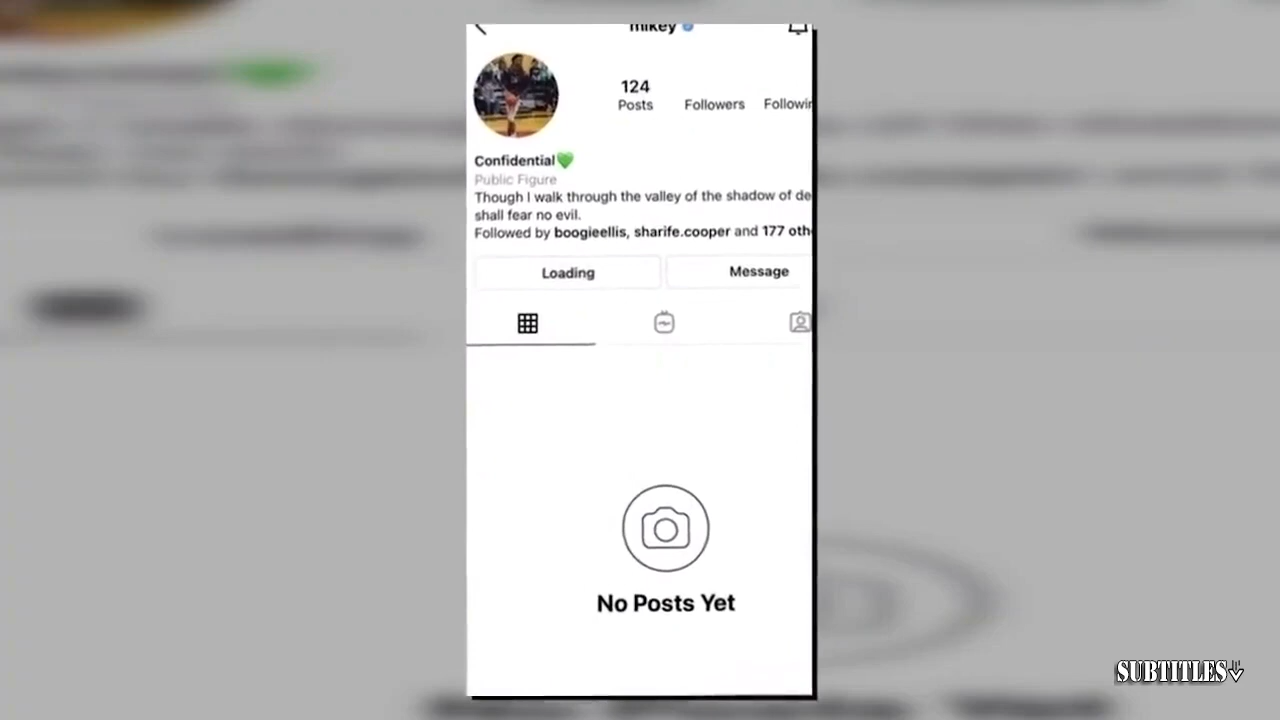 mikey
124
Posts Followers Followin
Confidential💚
Public Figure
Though I walk through the valley of the shadow of de
shall fear no evil.
Followed by boogieellis, sharife.cooper and 177 oth
Loading Message
No Posts Yet
SUBTITLES